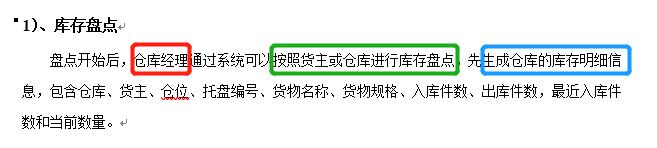 1)、库存盘点
盘点开始后，仓库经理通过系统可以按照货主或仓库进行库存盘点，先生成仓库的库存明细信
息，包含仓库、货主、仓位、托盘编号、货物名称、货物规格、入库件数、出库件数，最近入库件
数和当前数量。